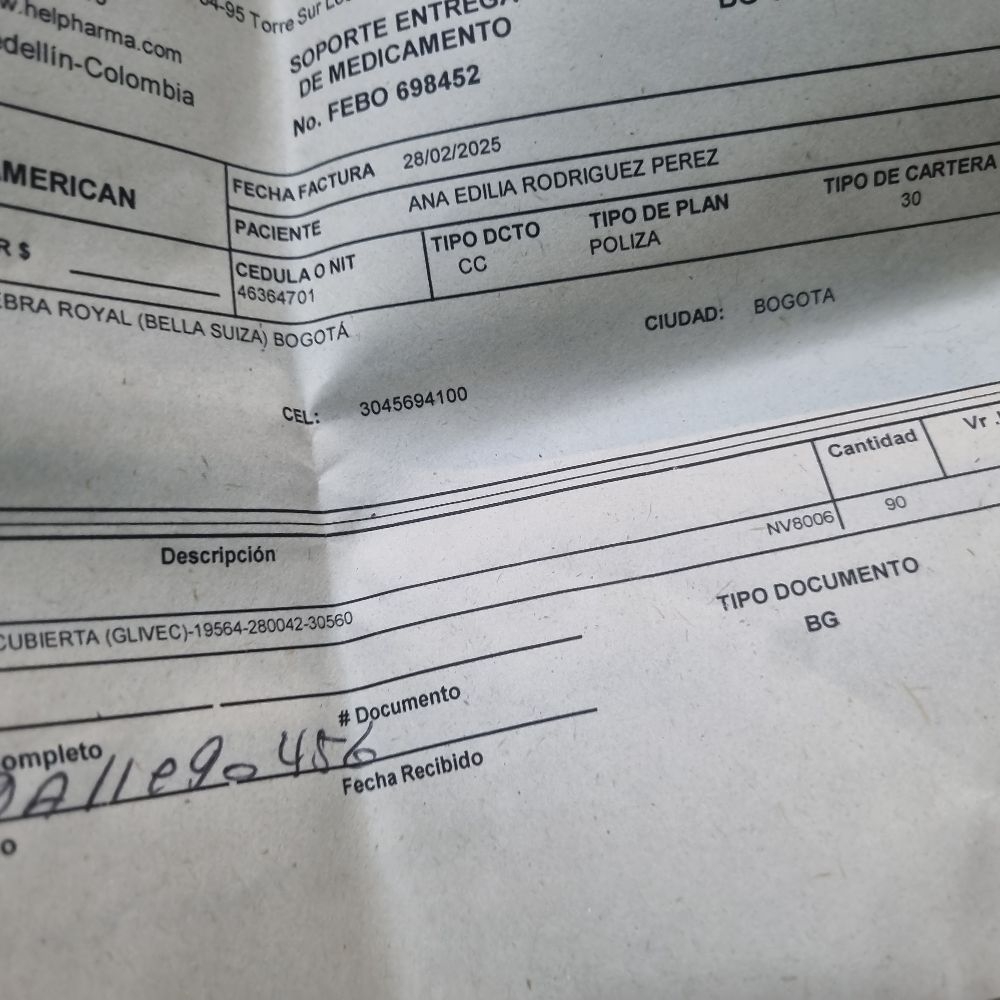 w.helpharma.com
dellín-Colombia
4-95 Torre Sur
SOPORTE ENTREGA
DE MEDICAMENTO
No. FEBO 698452
MERICAN
FECHA FACTURA 28/02/2025
PACIENTE ANA EDILIA RODRIGUEZ PEREZ
R $
CEDULA O NIT
46364701
TIPO DCTO
CC
TIPO DE PLAN
POLIZA
TIPO DE CARTERA
30
EBRA ROYAL (BELLA SUIZA) BOGOTÁ
CIUDAD: BOGOTA
CEL: 3045694100
Descripción
Cantidad
Vr
CUBIERTA (GLIVEC)-19564-280042-30560
NV8006
90
TIPO DOCUMENTO
BG
ompleto
# Documento
Fecha Recibido
o